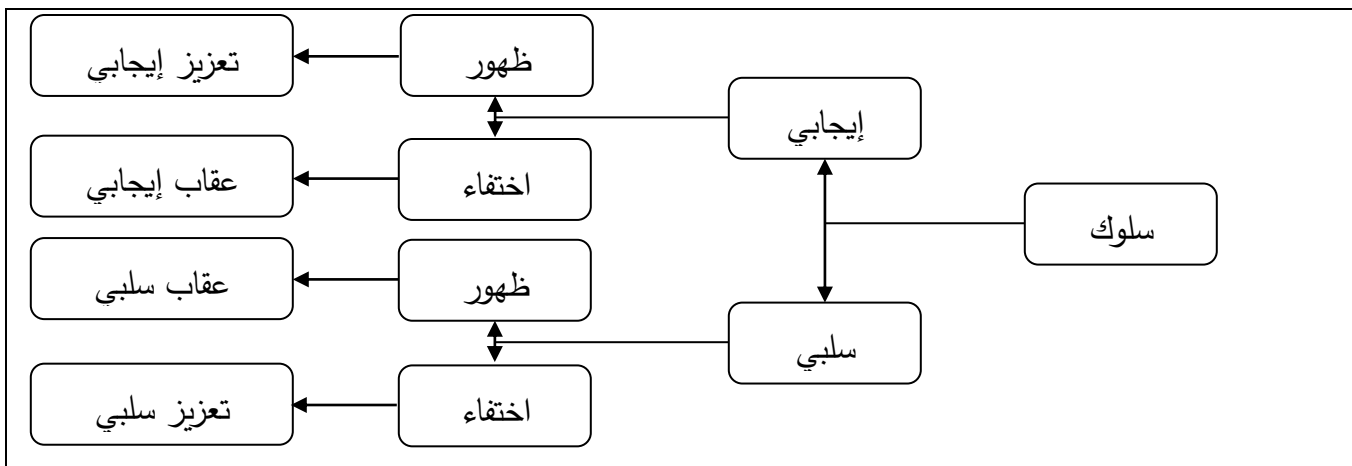 سلوك
إيجابي
ظهور
تعزيز إيجابي
اختفاء
عقاب إيجابي
سلبي
ظهور
عقاب سلبي
اختفاء
تعزيز سلبي